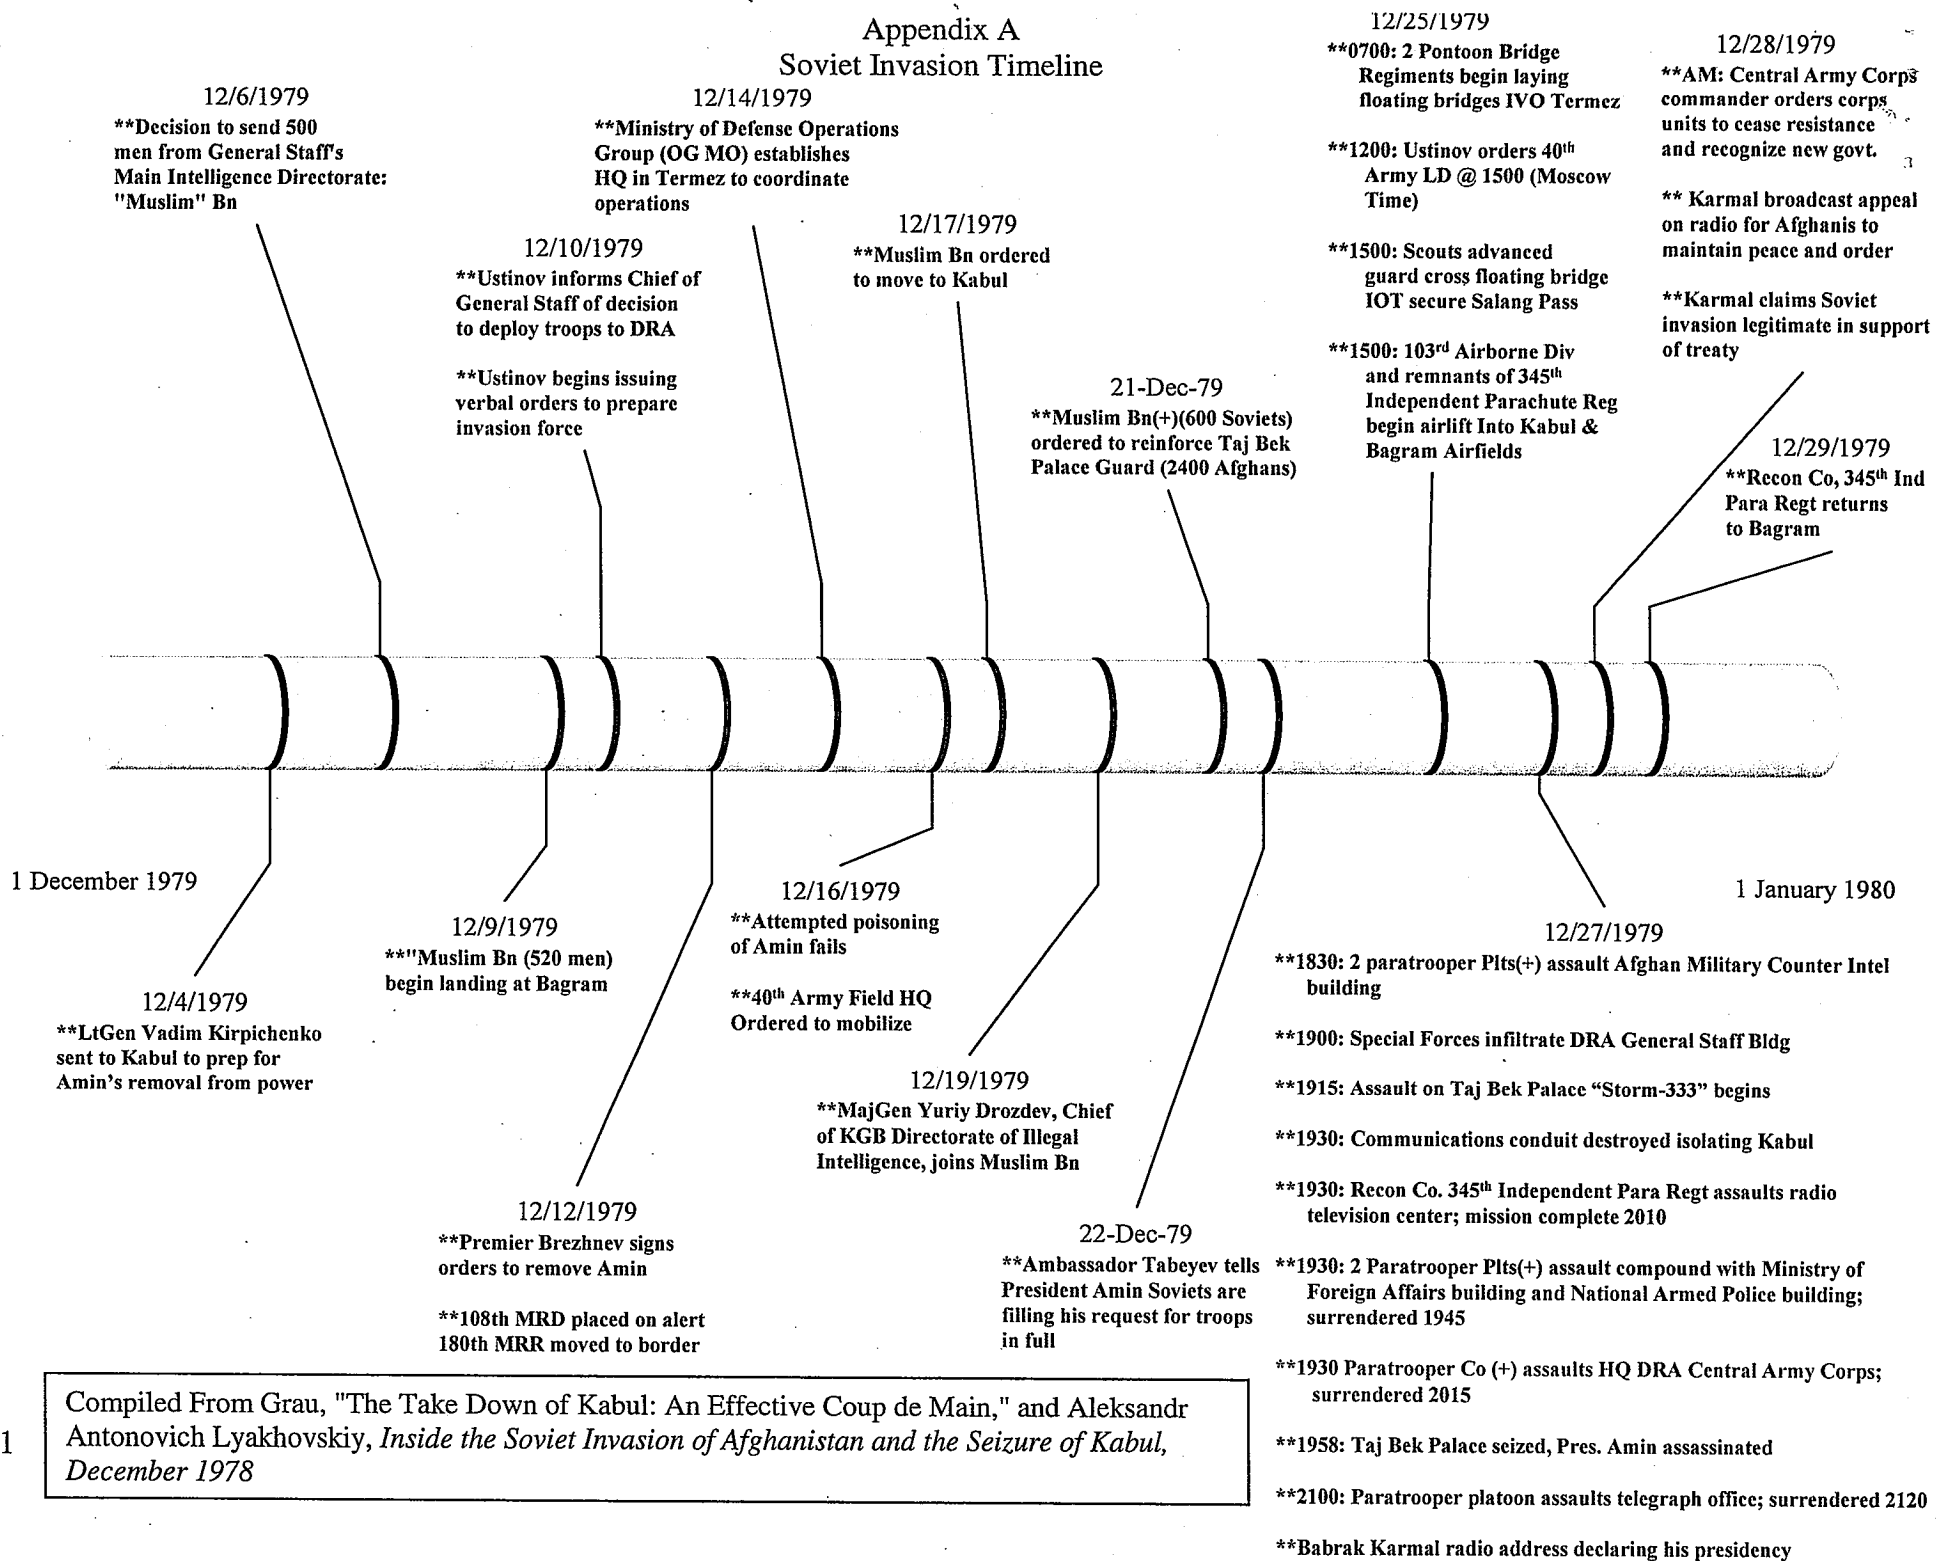 Appendix A
Soviet Invasion Timeline
12/6/1979
**Decision to send 500
men from General Staff's
Main Intelligence Directorate:
"Muslim" Bn
12/10/1979
**Ustinov informs Chief of
General Staff of decision
to deploy troops to DRA
**Ustinov begins issuing
verbal orders to prepare
invasion force
12/14/1979
**Ministry of Defense Operations
Group (OG MO) establishes
HQ in Termez to coordinate
operations
12/17/1979
**Muslim Bn ordered
to move to Kabul
21-Dec-79
**Muslim Bn(+)(600 Soviets)
ordered to reinforce Taj Bek
Palace Guard (2400 Afghans)
12/25/1979
**0700: 2 Pontoon Bridge
Regiments begin laying
floating bridges IVO Termez
**1200: Ustinov orders 40th
Army LD @ 1500 (Moscow
Time)
**1500: Scouts advanced
guard cross floating bridge
IOT secure Salang Pass
**1500: 103rd Airborne Div
and remnants of 345th
Independent Parachute Reg
begin airlift Into Kabul &
Bagram Airfields
12/28/1979
**AM: Central Army Corps
commander orders corps
units to cease resistance
and recognize new govt.
** Karmal broadcast appeal
on radio for Afghanis to
maintain peace and order
**Karmal claims Soviet
invasion legitimate in support
of treaty
12/29/1979
**Recon Co, 345th Ind
Para Regt returns
to Bagram
1 December 1979
1 January 1980
12/4/1979
**LtGen Vadim Kirpichenko
sent to Kabul to prep for
Amin's removal from power
12/9/1979
**"Muslim Bn (520 men)
begin landing at Bagram
12/12/1979
**Premier Brezhnev signs
orders to remove Amin
**108th MRD placed on alert
180th MRR moved to border
12/16/1979
**Attempted poisoning
of Amin fails
**40th Army Field HQ
Ordered to mobilize
12/19/1979
**MajGen Yuriy Drozdev, Chief
of KGB Directorate of Illegal
Intelligence, joins Muslim Bn
22-Dec-79
**Ambassador Tabeyev tells
President Amin Soviets are
filling his request for troops
in full
12/27/1979
**1830: 2 paratrooper Plts(+) assault Afghan Military Counter Intel
building
**1900: Special Forces infiltrate DRA General Staff Bldg
**1915: Assault on Taj Bek Palace “Storm-333” begins
**1930: Communications conduit destroyed isolating Kabul
**1930: Recon Co. 345th Independent Para Regt assaults radio
television center; mission complete 2010
**1930: 2 Paratrooper Plts(+) assault compound with Ministry of
Foreign Affairs building and National Armed Police building;
surrendered 1945
**1930 Paratrooper Co (+) assaults HQ DRA Central Army Corps;
surrendered 2015
**1958: Taj Bek Palace seized, Pres. Amin assassinated
**2100: Paratrooper platoon assaults telegraph office; surrendered 2120
**Babrak Karmal radio address declaring his presidency
Compiled From Grau, "The Take Down of Kabul: An Effective Coup de Main," and Aleksandr
Antonovich Lyakhovskiy, Inside the Soviet Invasion of Afghanistan and the Seizure of Kabul,
December 1978
1